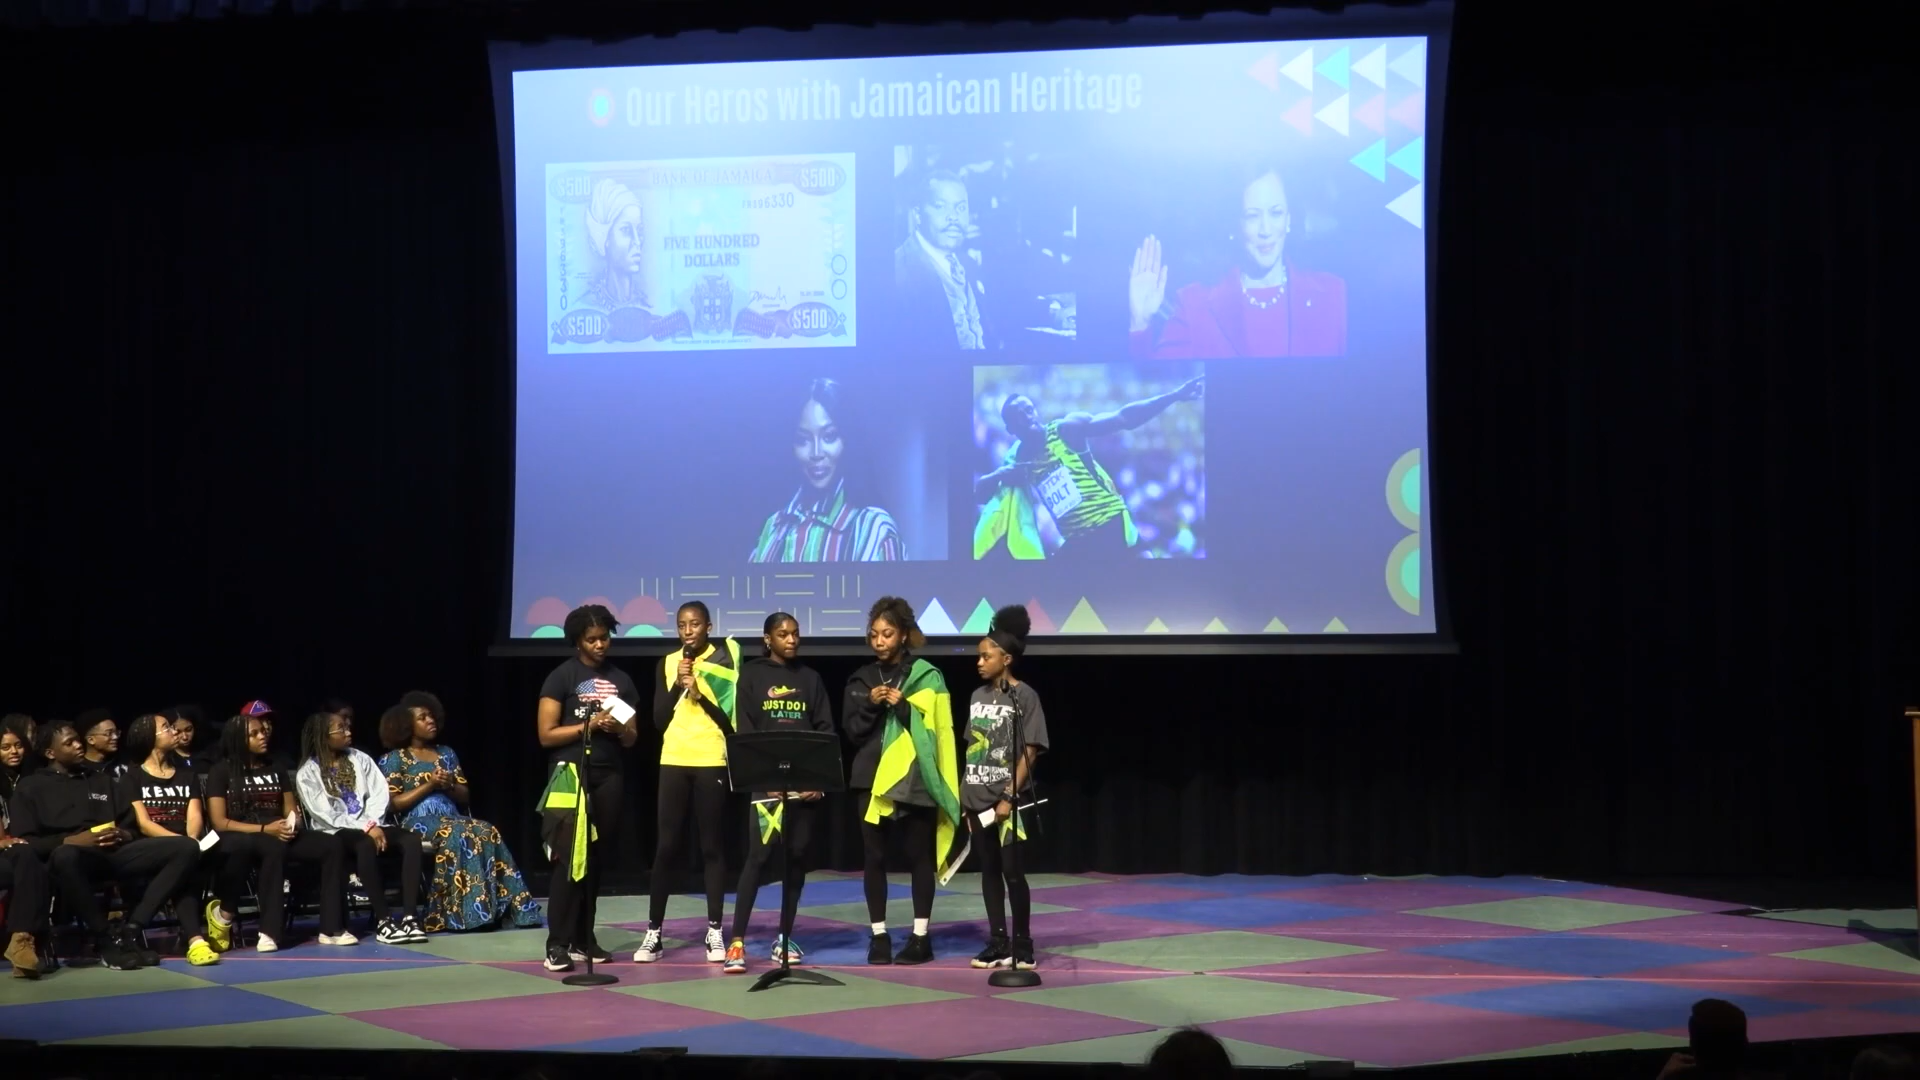 Our Heros with Jamaican Heritage
$500
BANK OF JAMAICA
$500
FIVE HUNDRED
DOLLARS
$500
$500
BOLT
JUST DO I
LATER.
KENYA
KENY